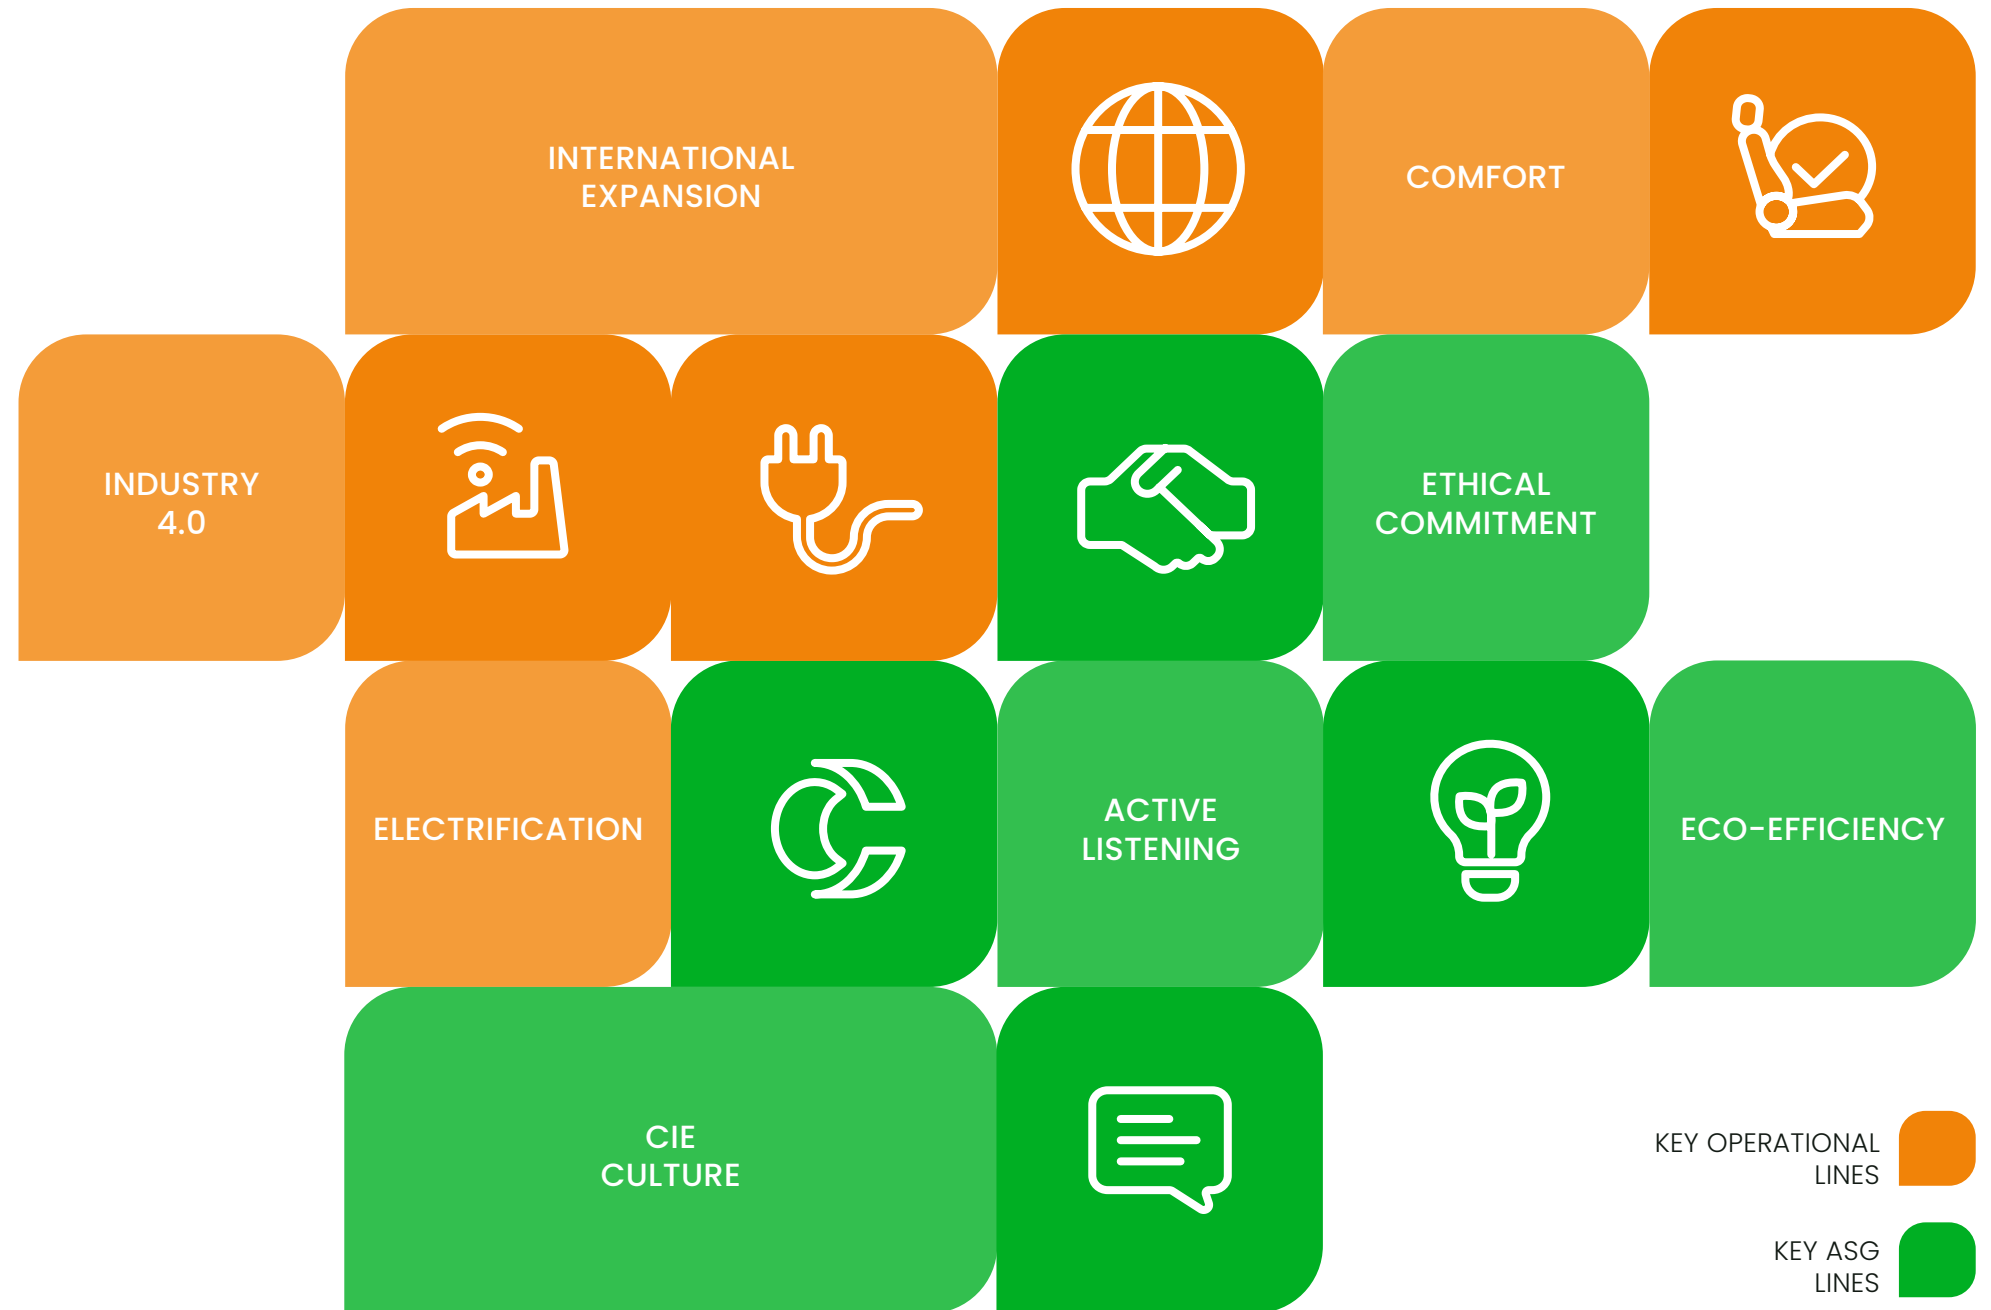 INTERNATIONAL
EXPANSION
COMFORT
INDUSTRY
4.0
ETHICAL
COMMITMENT
ELECTRIFICATION
ACTIVE
LISTENING
ECO-EFFICIENCY
CIE
CULTURE
KEY OPERATIONAL
LINES
KEY ASG
LINES